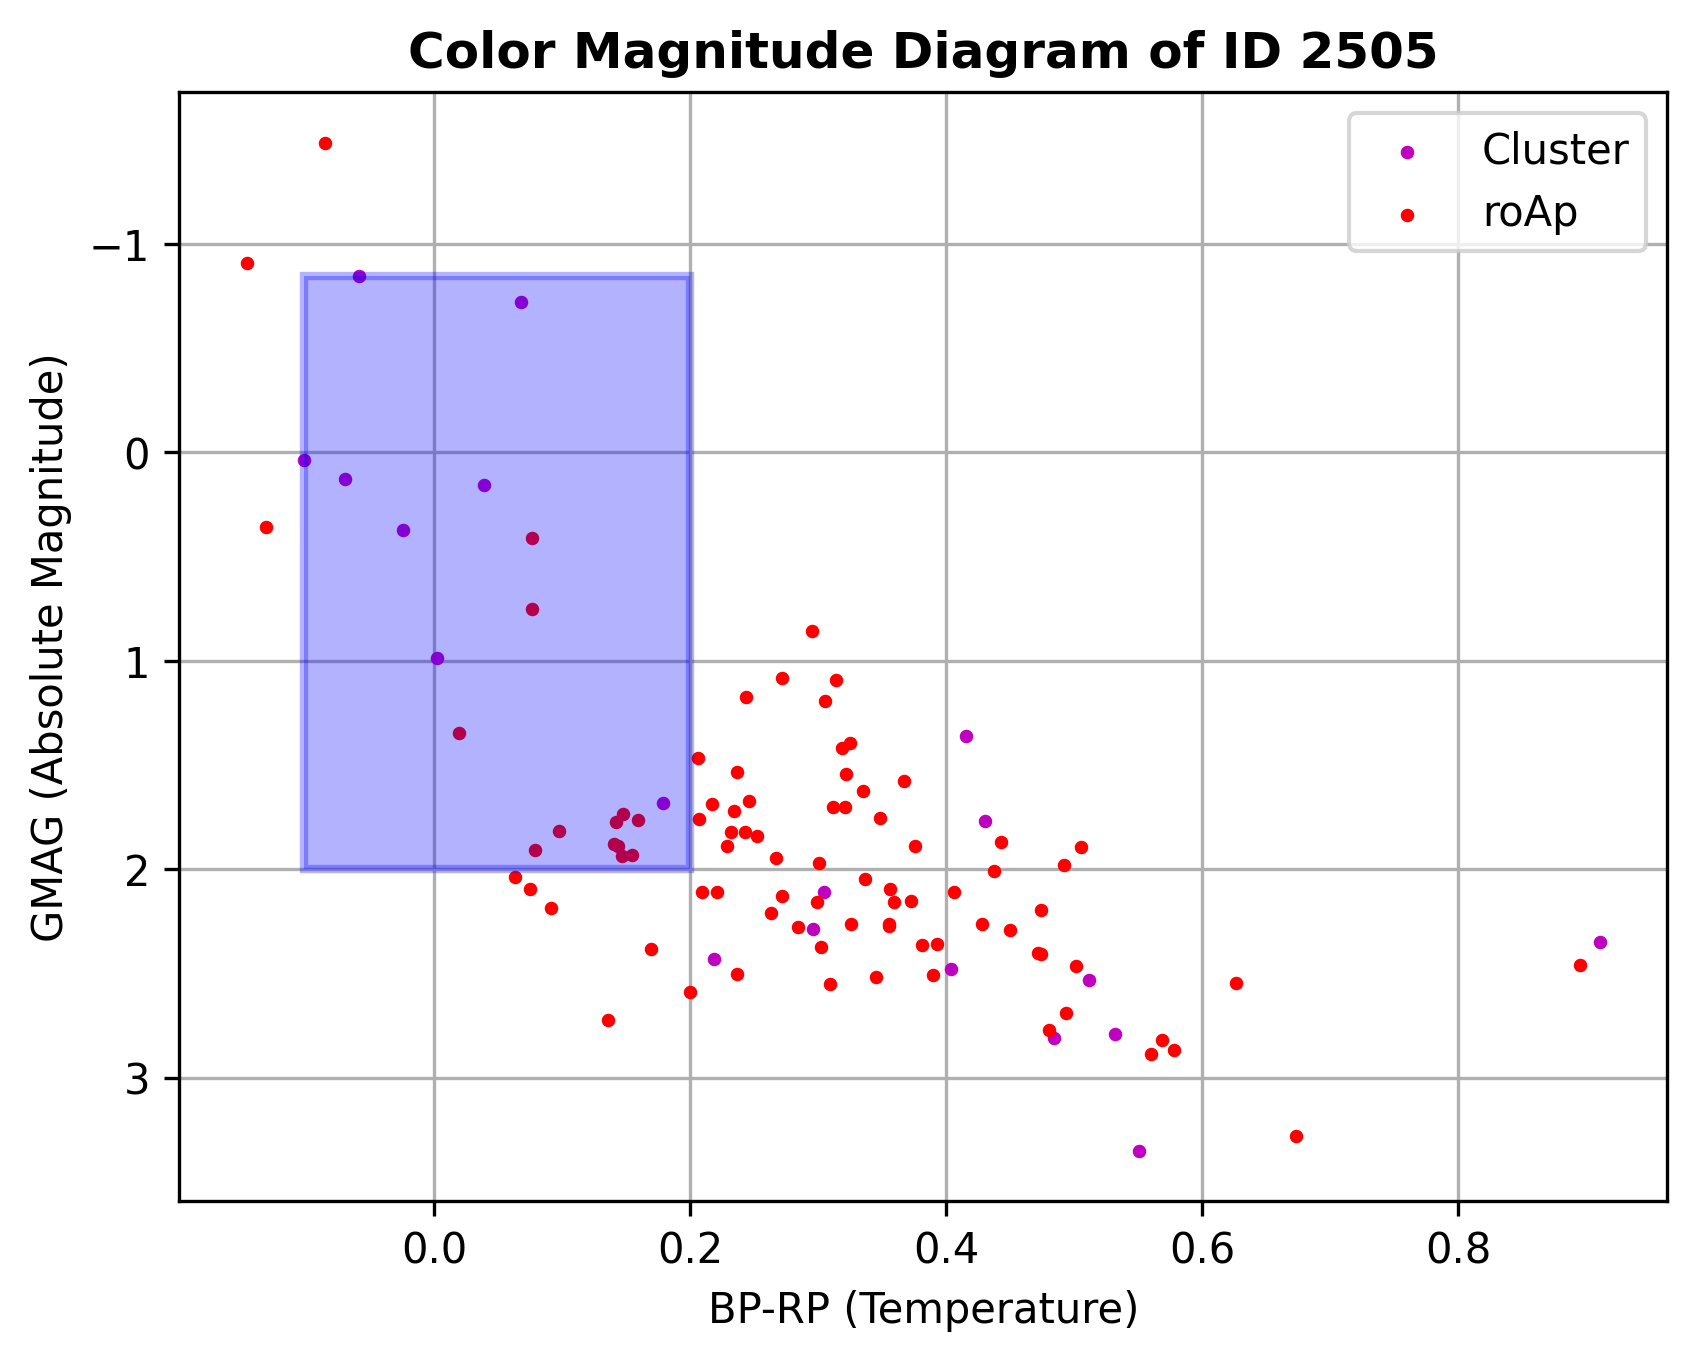 Color Magnitude Diagram of ID 2505
Cluster
roAp
−1
0
1
2
3
GMAG (Absolute Magnitude)
0.0 0.2 0.4 0.6 0.8
BP-RP (Temperature)